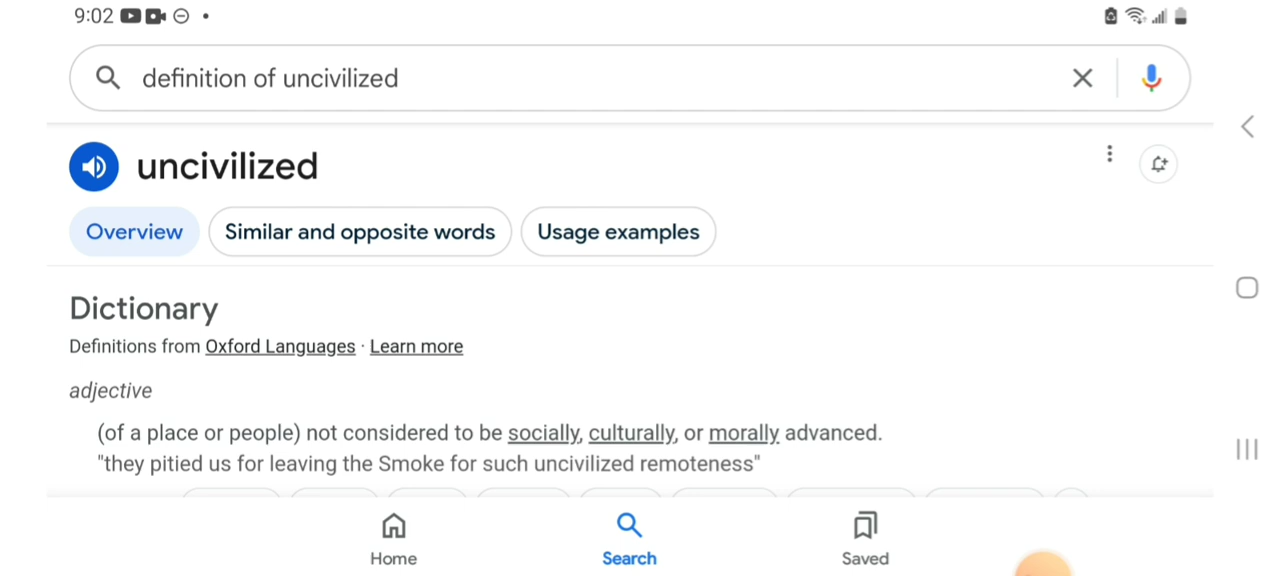 9:02
definition of uncivilized
uncivilized
Overview
Similar and opposite words
Usage examples
Dictionary
Definitions from Oxford Languages · Learn more
adjective
(of a place or people) not considered to be socially, culturally, or morally advanced.
"they pitied us for leaving the Smoke for such uncivilized remoteness"
Home
Search
Saved